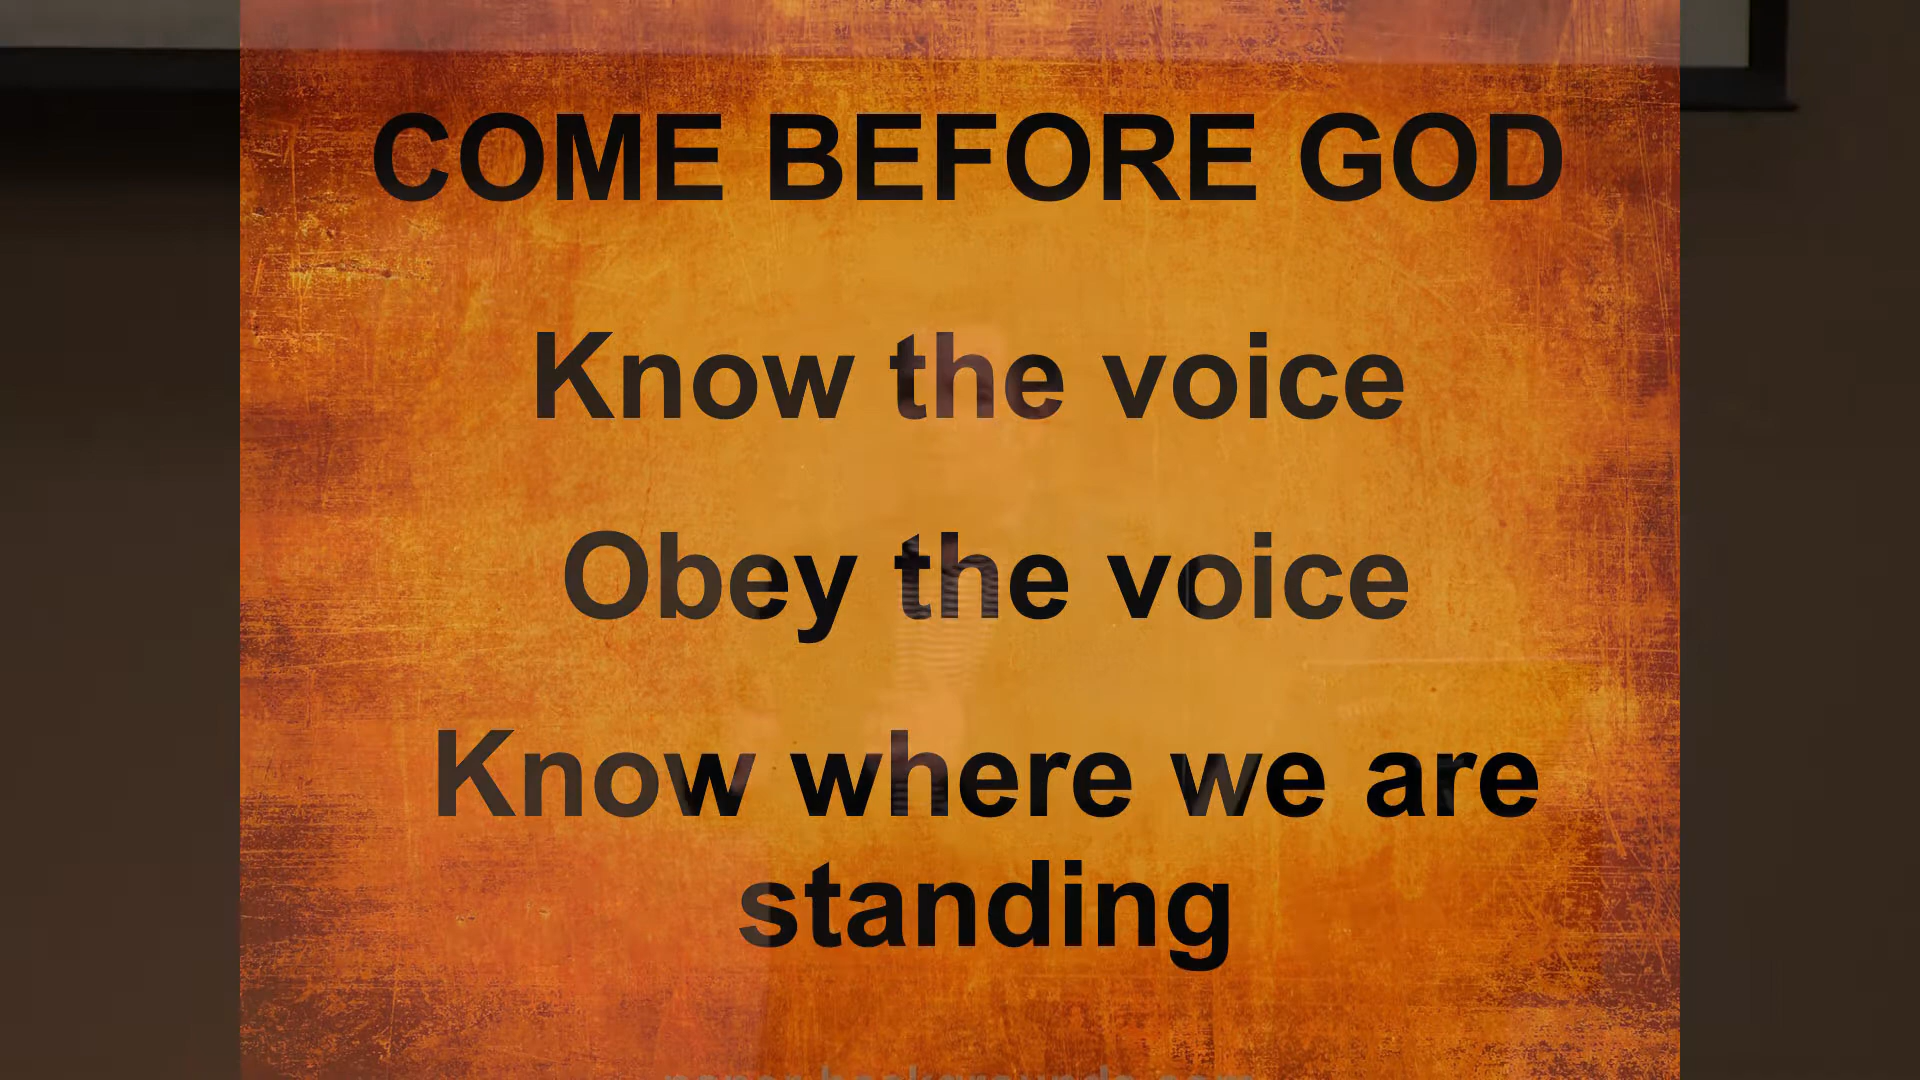 COME BEFORE GOD
Know the voice
Obey the voice
Know where we are
standing